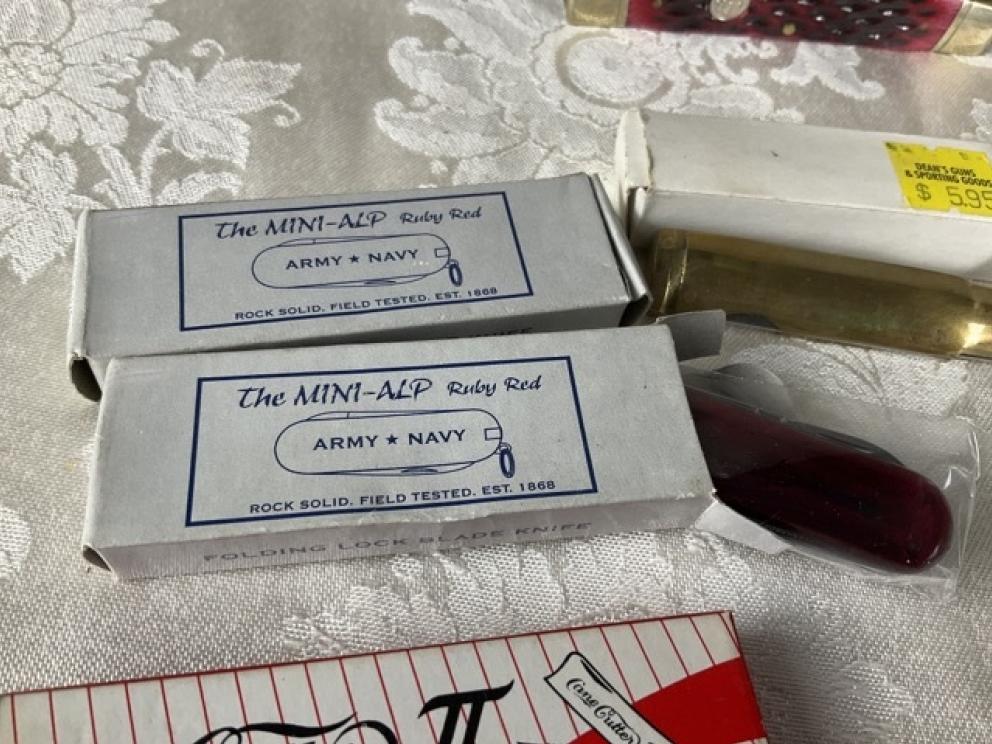 DEAN'S GUNS
& SPORTING GOODS
$ 5.95
The MINI-ALP Ruby Red
ARMY ★ NAVY
ROCK SOLID. FIELD TESTED. EST. 1868
KNIFE
The MINI-ALP Ruby Red
ARMY ★ NAVY
ROCK SOLID. FIELD TESTED. EST. 1868
FOLDING LOCK BLADE KNIFE